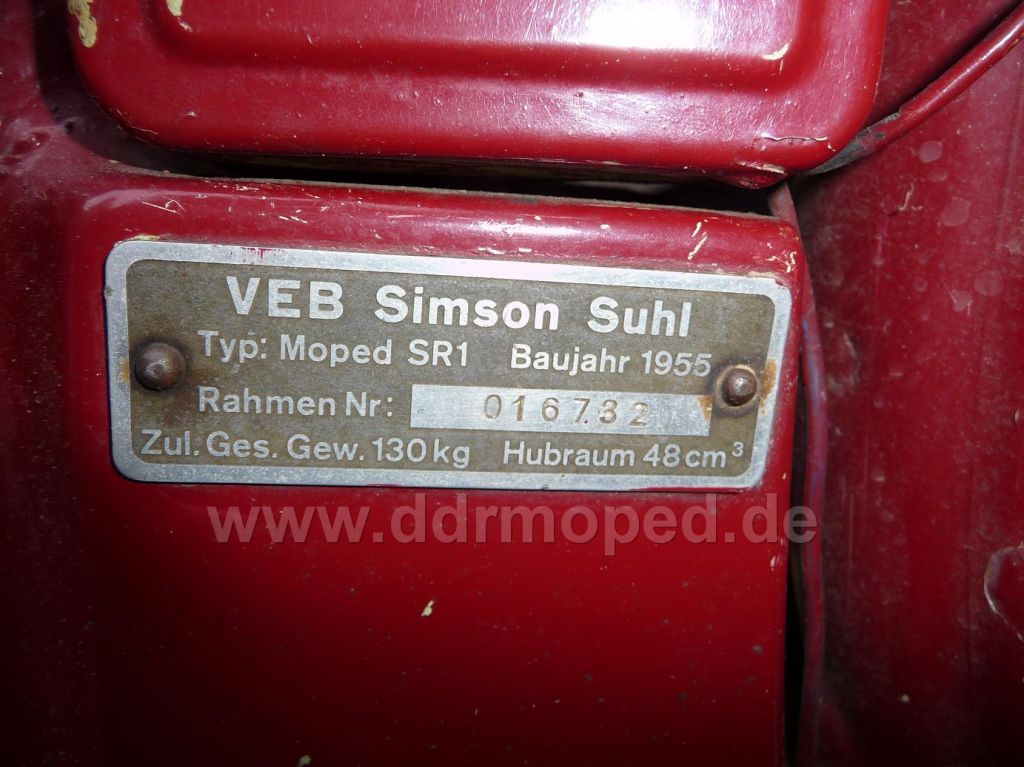 VEB Simson Suhl
Typ: Moped SR1 Baujahr 1955
Rahmen Nr: 016732
Zul. Ges. Gew. 130 kg Hubraum 48 cm³
www.ddrmoped.de